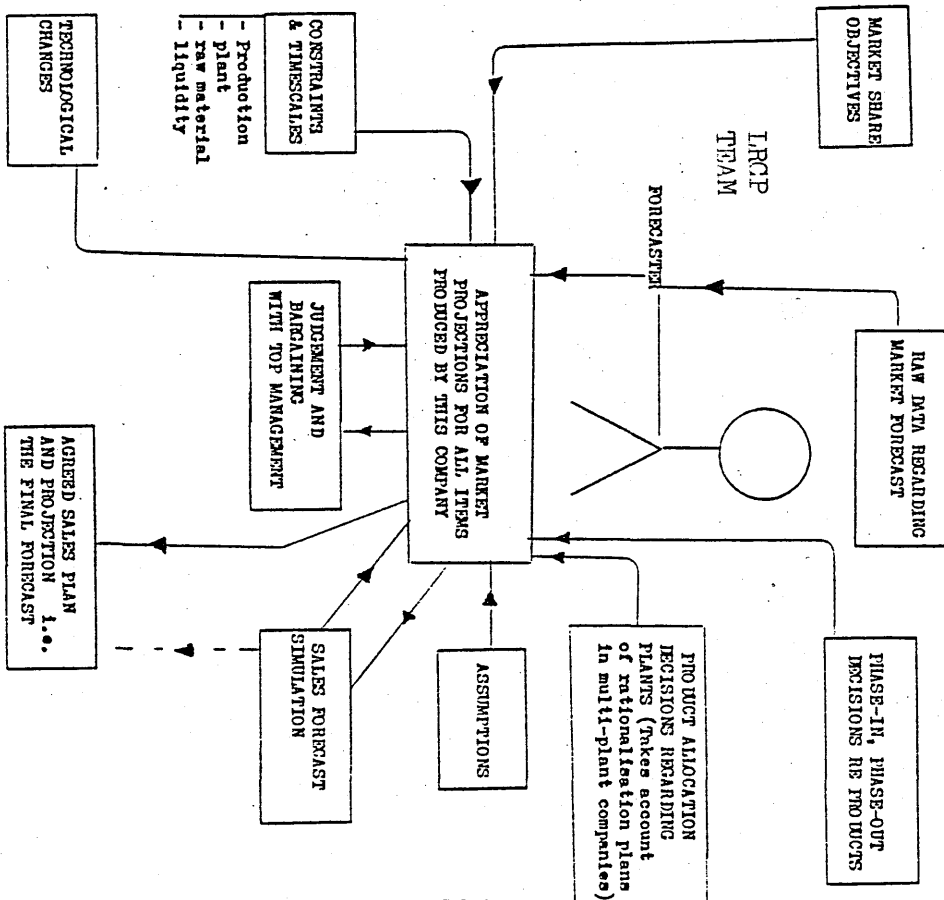 MARKET SHARE
OBJECTIVES
LRCP
TEAM
RAW DATA REGARDING
MARKET FORECAST
PHASE-IN, PHASE-OUT
DECISIONS RE PRODUCTS
FORECASTER
CONSTRAINTS
& TIMESCALES
- Production
- plant
- raw material
- liquidity
TECHNOLOGICAL
CHANGES
APPRECIATION OF MARKET
PROJECTIONS FOR ALL ITEMS
PRODUCED BY THIS COMPANY
PRODUCT ALLOCATION
DECISIONS REGARDING
PLANTS (Takes account
of rationalisation plans
in multi-plant companies)
ASSUMPTIONS
JUDGEMENT AND
BARGAINING
WITH TOP MANAGEMENT
SALES FORECAST
SIMULATION
AGREED SALES PLAN
AND PROJECTION i.e.
THE FINAL FORECAST